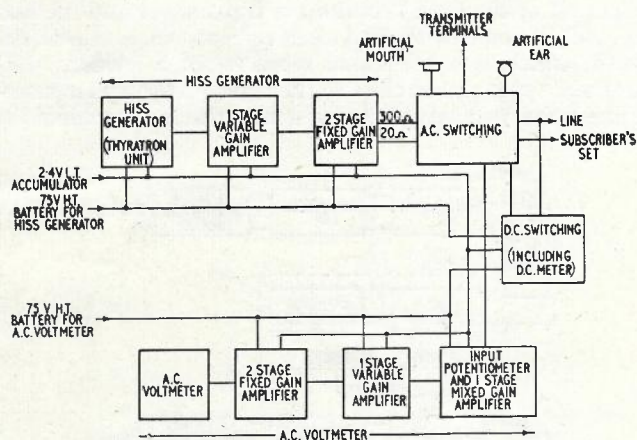 TRANSMITTER
TERMINALS
ARTIFICIAL
MOUTH
ARTIFICIAL
EAR
HISS GENERATOR
HISS
GENERATOR
(THYRATRON
UNIT)
1 STAGE
VARIABLE
GAIN
AMPLIFIER
2 STAGE
FIXED GAIN
AMPLIFIER
300Ω
20Ω
A.C. SWITCHING
LINE
SUBSCRIBER'S
SET
2·4V L.T.
ACCUMULATOR
75V H.T.
BATTERY FOR
HISS GENERATOR
D.C. SWITCHING
(INCLUDING
D.C. METER)
75 V H.T.
BATTERY FOR
A.C. VOLTMETER
A.C.
VOLTMETER
2 STAGE
FIXED GAIN
AMPLIFIER
1 STAGE
VARIABLE
GAIN
AMPLIFIER
INPUT
POTENTIOMETER
AND 1 STAGE
MIXED GAIN
AMPLIFIER
A.C. VOLTMETER